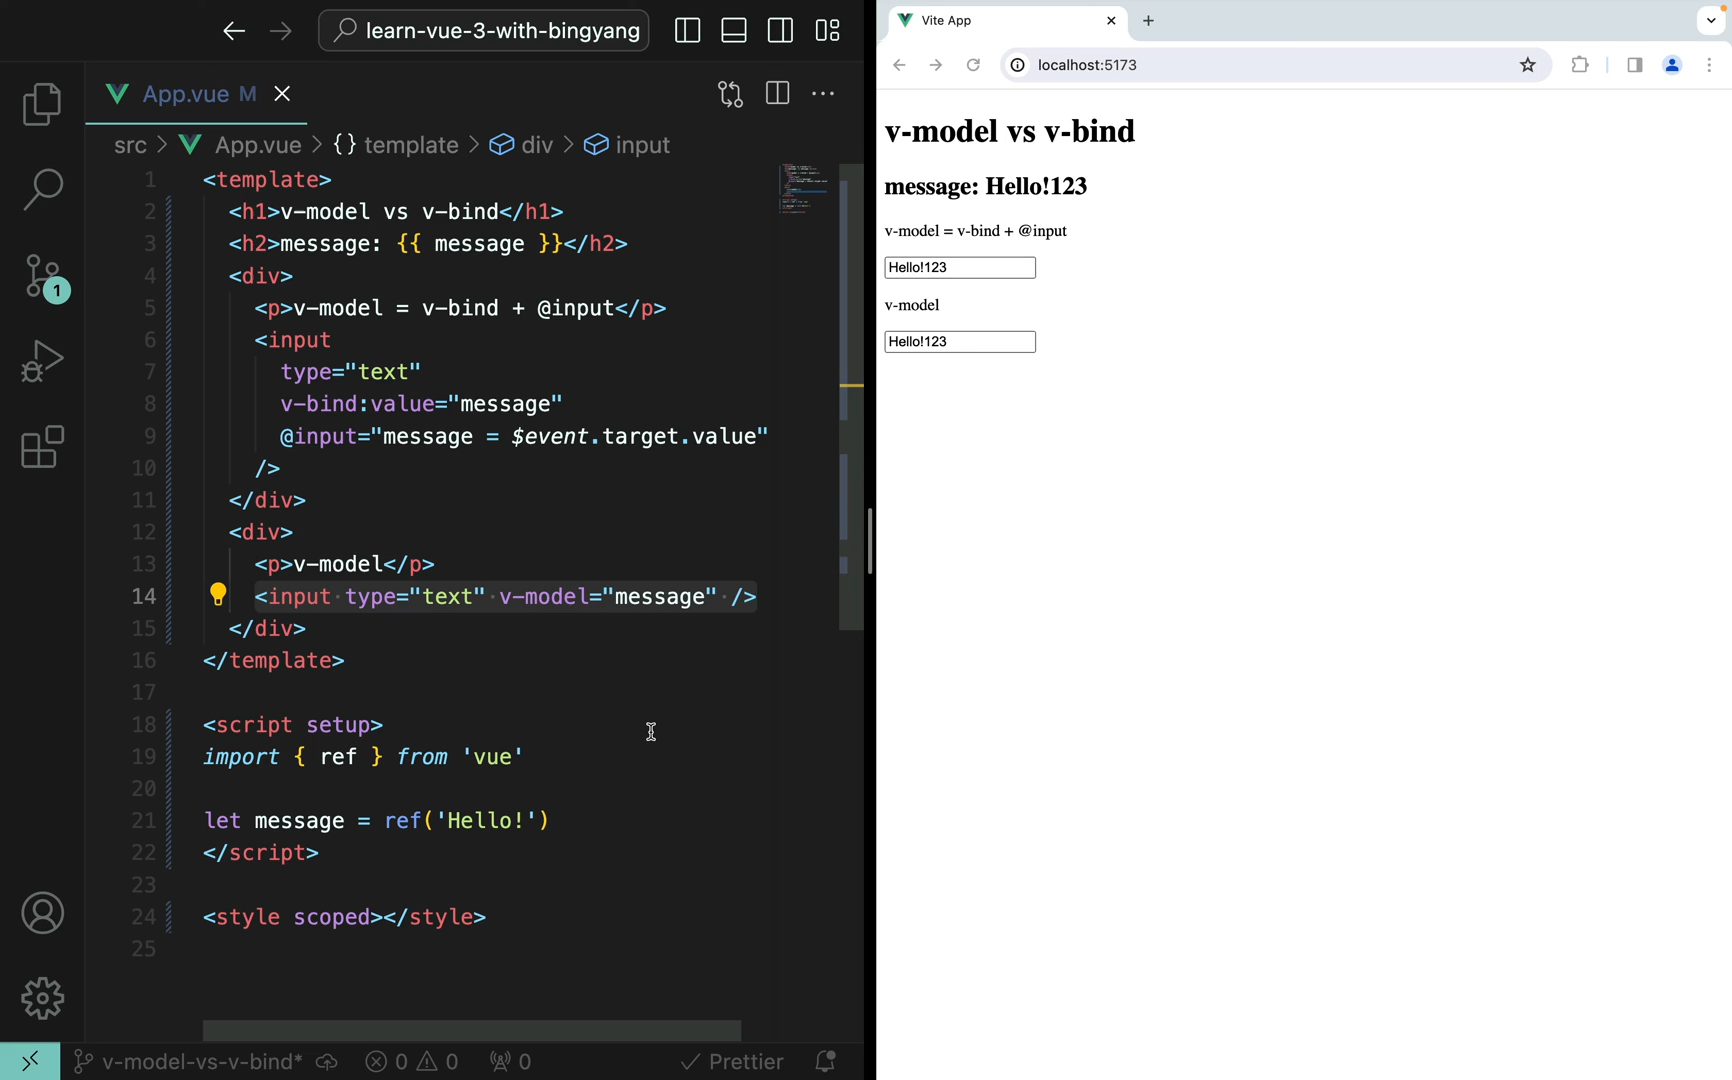 learn-vue-3-with-bingyang
App.vue M
src > App.vue > {} template > div > input
1 <template>
2 <h1>v-model vs v-bind</h1>
3 <h2>message: {{ message }}</h2>
4 <div>
5 <p>v-model = v-bind + @input</p>
6 <input
7 type="text"
8 v-bind:value="message"
9 @input="message = $event.target.value"
10 />
11 </div>
12 <div>
13 <p>v-model</p>
14 <input type="text" v-model="message" />
15 </div>
16 </template>
17
18 <script setup>
19 import { ref } from 'vue'
20
21 let message = ref('Hello!')
22 </script>
23
24 <style scoped></style>
25
1
v-model-vs-v-bind* 0 0 0 Prettier
Vite App
localhost:5173
v-model vs v-bind
message: Hello!123
v-model = v-bind + @input
Hello!123
v-model
Hello!123